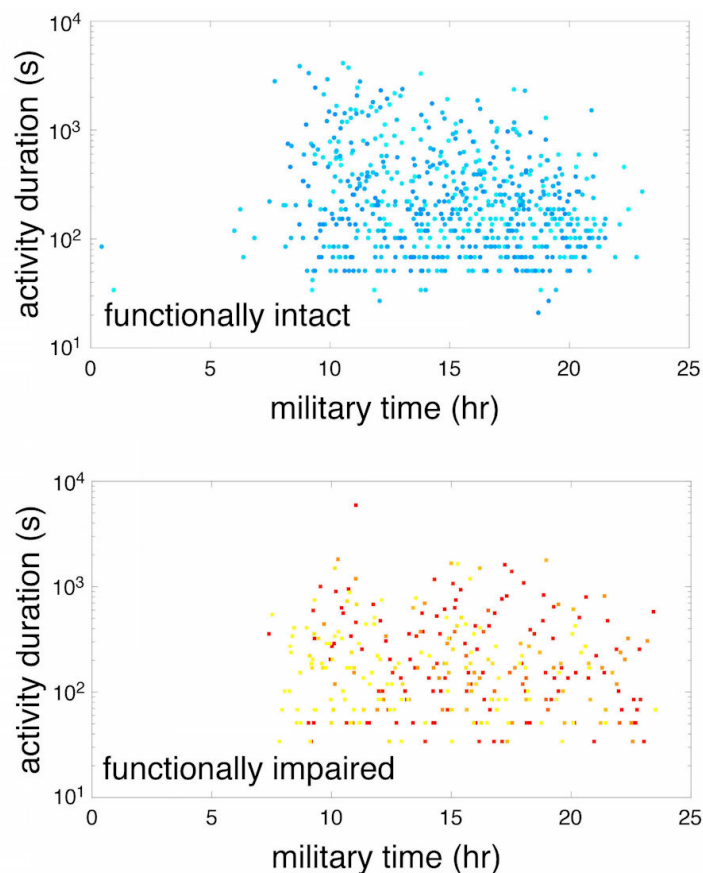 activity duration (s)
10⁴
10³
10²
10¹
functionally intact
0 5 10 15 20 25
military time (hr)
activity duration (s)
10⁴
10³
10²
10¹
functionally impaired
0 5 10 15 20 25
military time (hr)